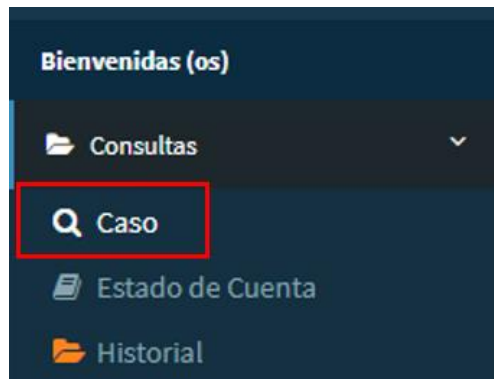 Bienvenidas (os)
Consultas
Caso
Estado de Cuenta
Historial